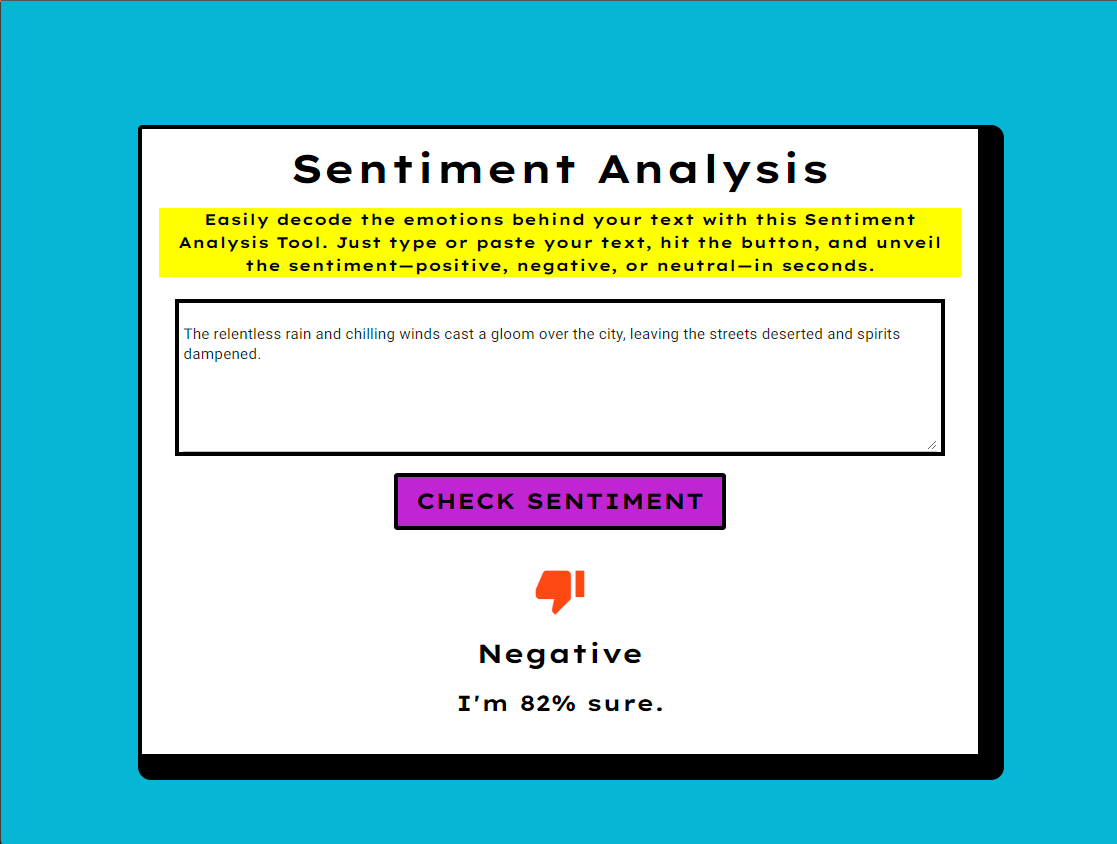 Sentiment Analysis
Easily decode the emotions behind your text with this Sentiment
Analysis Tool. Just type or paste your text, hit the button, and unveil
the sentiment—positive, negative, or neutral—in seconds.
The relentless rain and chilling winds cast a gloom over the city, leaving the streets deserted and spirits
dampened.
CHECK SENTIMENT
Negative
I'm 82% sure.